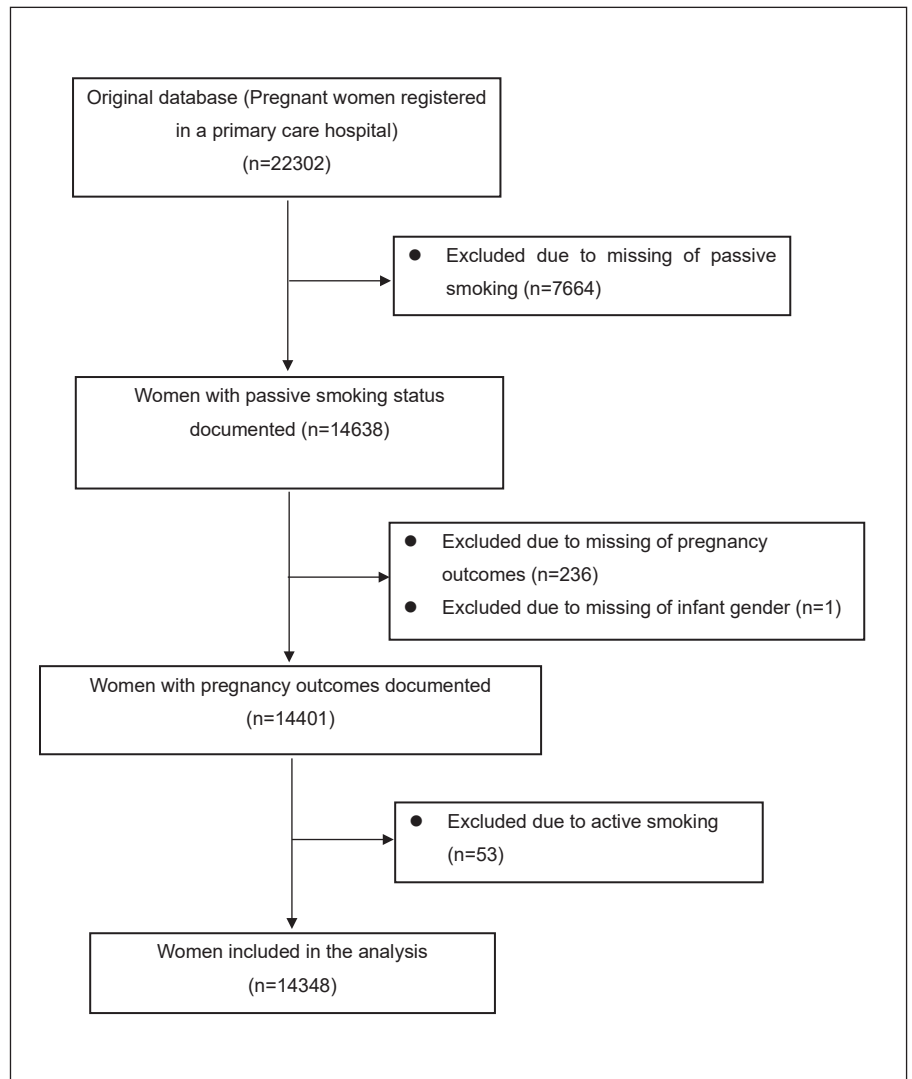 Original database (Pregnant women registered
in a primary care hospital)
(n=22302)
● Excluded due to missing of passive
smoking (n=7664)
Women with passive smoking status
documented (n=14638)
● Excluded due to missing of pregnancy
outcomes (n=236)
● Excluded due to missing of infant gender (n=1)
Women with pregnancy outcomes documented
(n=14401)
● Excluded due to active smoking
(n=53)
Women included in the analysis
(n=14348)